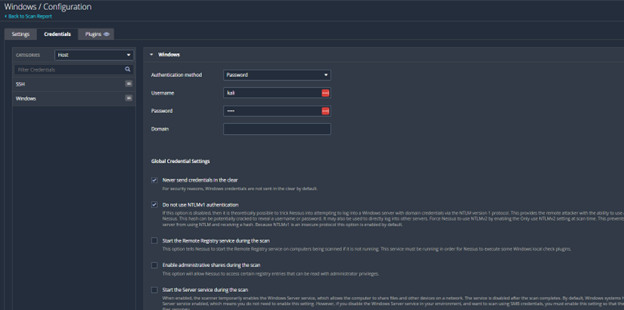 Windows / Configuration
Back to Scan Report
Settings
Credentials
Plugins
CATEGORIES
Host
Filter Credentials
SSH
Windows
Windows
Authentication method
Password
Username
kali
Password
••••
Domain
Global Credential Settings
Never send credentials in the clear
For security reasons, Windows credentials are not sent in the clear by default.
Do not use NTLMv1 authentication
If this option is disabled, then it is theoretically possible to trick Nessus into attempting to log into a Windows server with domain credentials via the NTLM version 1 protocol. This provides the remote attacker with the ability to use
Nessus. This hash can be potentially cracked to reveal a username or password. It may also be used to directly log into other servers. Force Nessus to use NTLMv2 by enabling the Only use NTLMv2 setting at scan time. This prevents
server from using NTLM and receiving a hash. Because NTLMv1 is an insecure protocol this option is enabled by default.
Start the Remote Registry service during the scan
This option tells Nessus to start the Remote Registry service on computers being scanned if it is not running. This service must be running in order for Nessus to execute some Windows local check plugins.
Enable administrative shares during the scan
This option will allow Nessus to access certain registry entries that can be read with administrator privileges.
Start the Server service during the scan
When enabled, the scanner temporarily enables the Windows Server service, which allows the computer to share files and other devices on a network. The service is disabled after the scan completes. By default, Windows systems
Server service enabled, which means you do not need to enable this setting. However, if you disable the Windows Server service in your environment, and want to scan using SMB credentials, you must enable this setting so that the